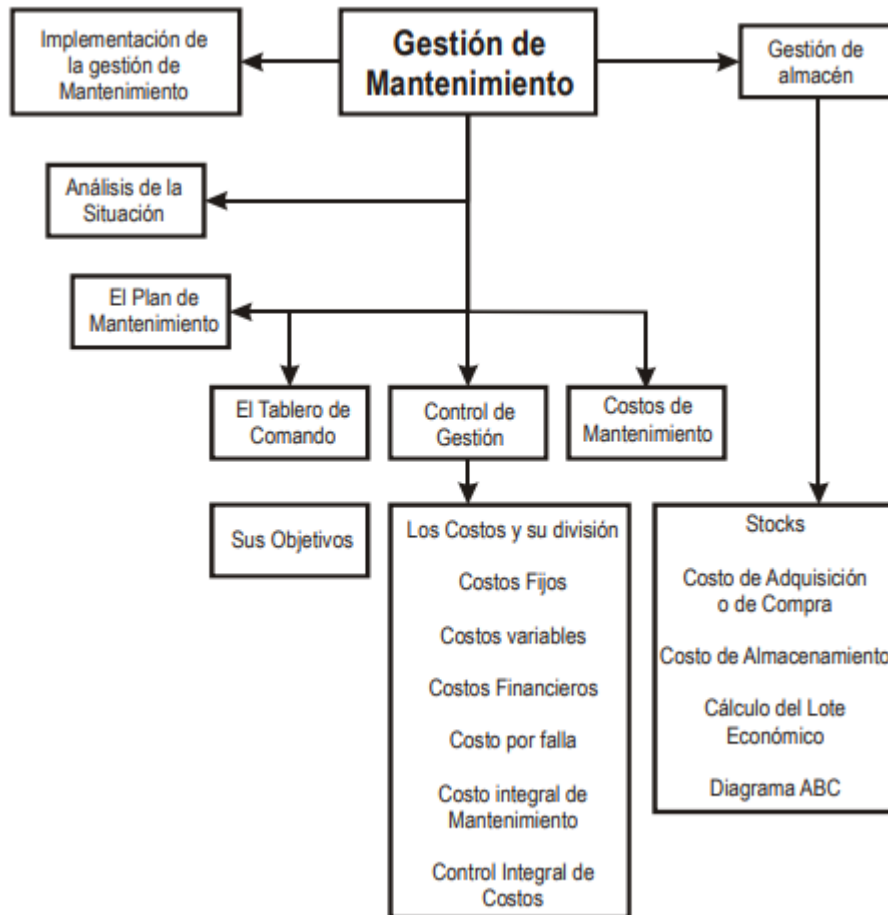 Implementación de
la gestión de
Mantenimiento
Gestión de
Mantenimiento
Gestión de
almacén
Análisis de la
Situación
El Plan de
Mantenimiento
El Tablero de
Comando
Control de
Gestión
Costos de
Mantenimiento
Sus Objetivos
Los Costos y su división
Costos Fijos
Costos variables
Costos Financieros
Costo por falla
Costo integral de
Mantenimiento
Control Integral de
Costos
Stocks
Costo de Adquisición
o de Compra
Costo de Almacenamiento
Cálculo del Lote
Económico
Diagrama ABC